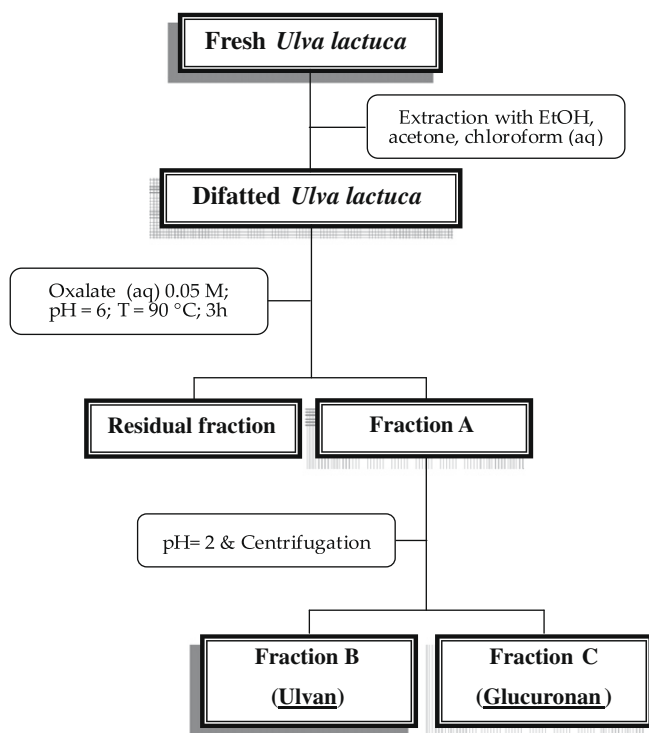 Fresh Ulva lactuca
Extraction with EtOH,
acetone, chloroform (aq)
Difatted Ulva lactuca
Oxalate (aq) 0.05 M;
pH = 6; T = 90 °C; 3h
Residual fraction
Fraction A
pH= 2 & Centrifugation
Fraction B
(Ulvan)
Fraction C
(Glucuronan )